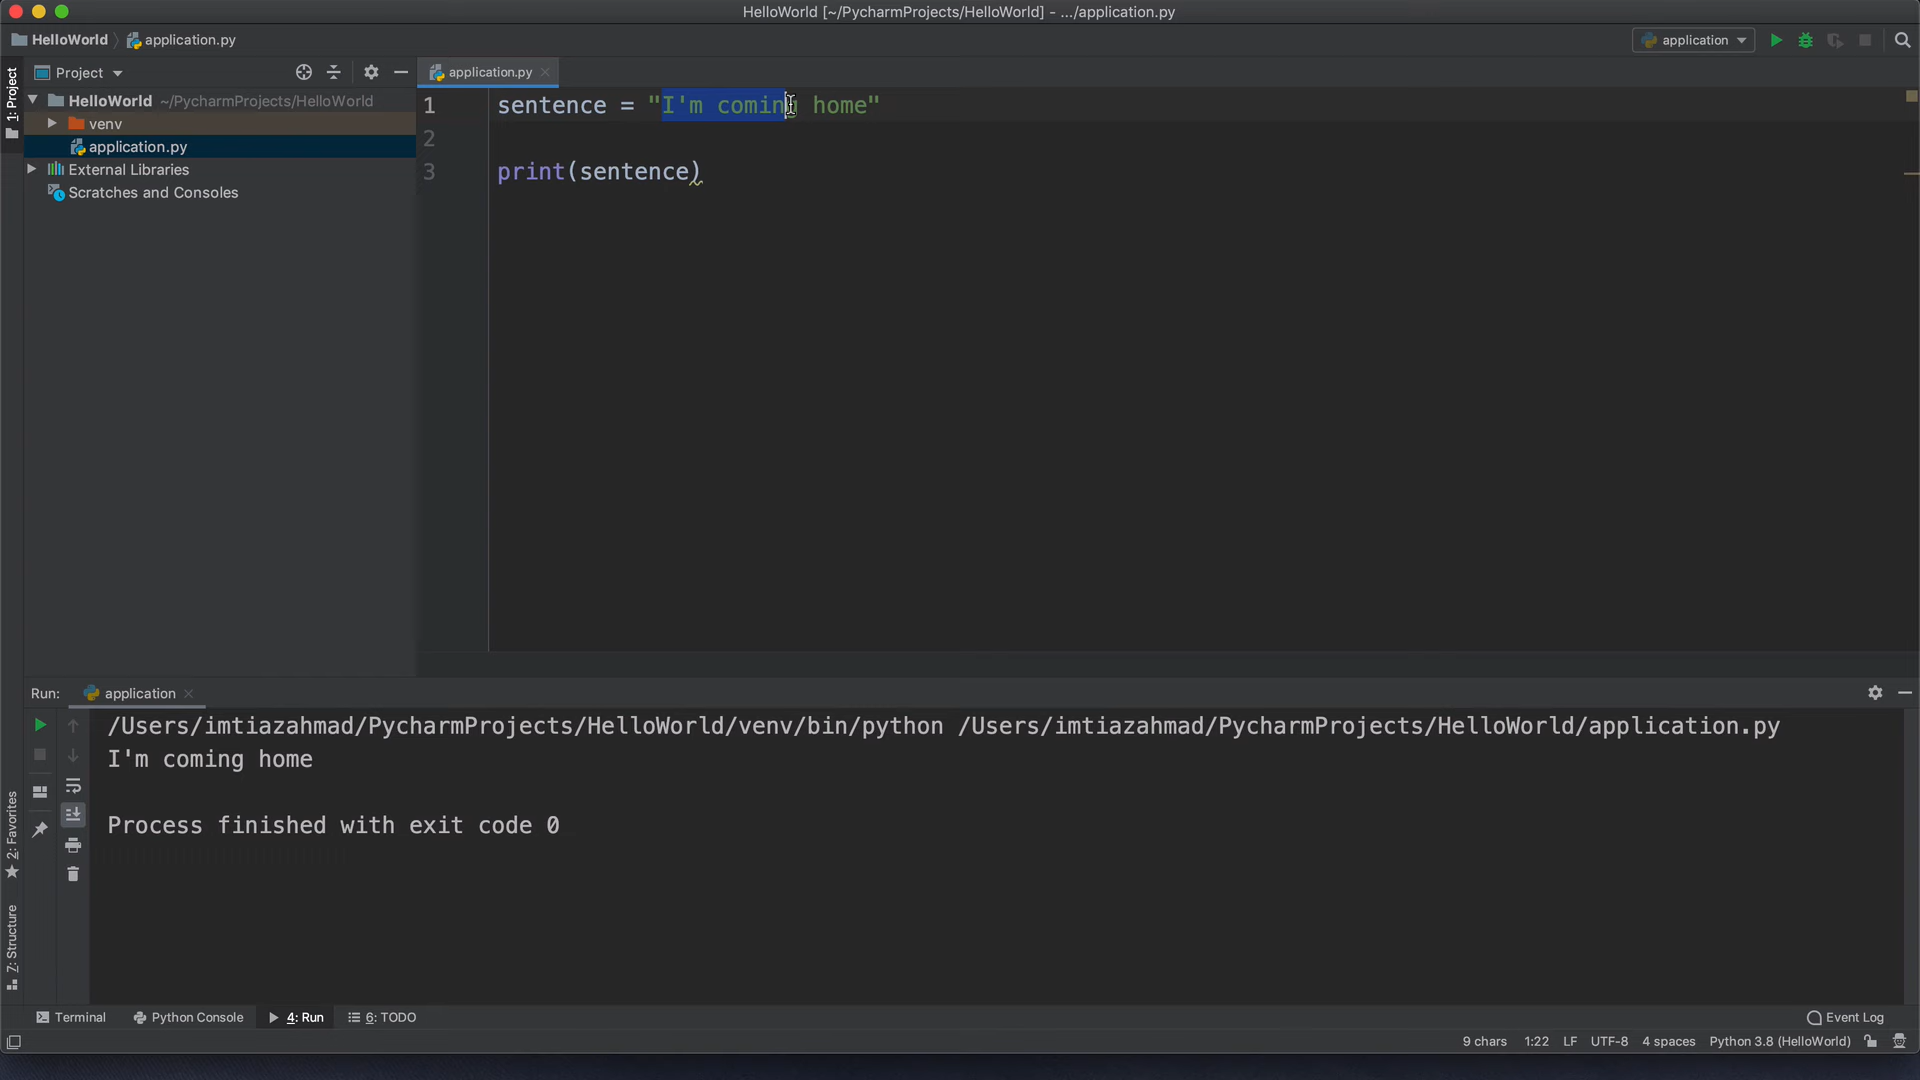 HelloWorld [~/PycharmProjects/HelloWorld] - .../application.py
HelloWorld
application.py
application
1: Project
Project
application.py
HelloWorld ~/PycharmProjects/HelloWorld
venv
application.py
External Libraries
Scratches and Consoles
1 sentence = "I'm coming home"
2
3 print(sentence)
Run: application
/Users/imtiazahmad/PycharmProjects/HelloWorld/venv/bin/python /Users/imtiazahmad/PycharmProjects/HelloWorld/application.py
I'm coming home
Process finished with exit code 0
2: Favorites
Z: Structure
Terminal
Python Console
4: Run
6: TODO
Event Log
9 chars
1:22
LF
UTF-8
4 spaces
Python 3.8 (HelloWorld)